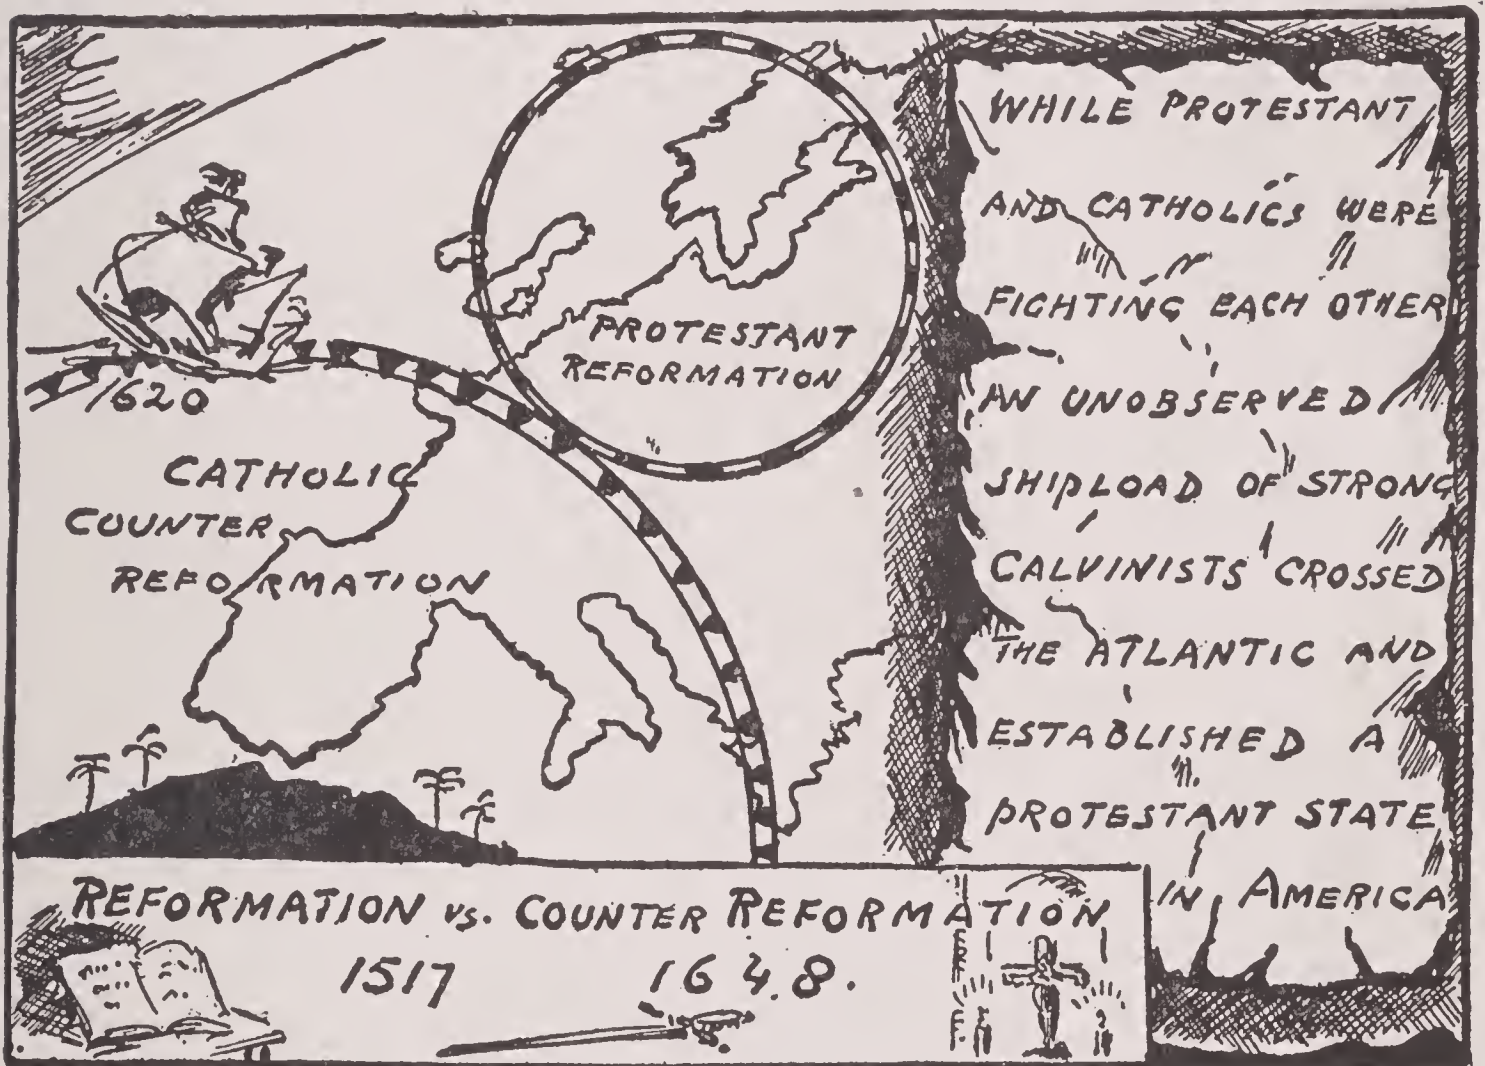 PROTESTANT
REFORMATION
1620
CATHOLIC
COUNTER
REFORMATION
WHILE PROTESTANT
AND CATHOLICS WERE
FIGHTING EACH OTHER
AN UNOBSERVED
SHIPLOAD OF STRONG
CALVINISTS CROSSED
THE ATLANTIC AND
ESTABLISHED A
PROTESTANT STATE
IN AMERICA
REFORMATION vs. COUNTER REFORMATION
1517 1648.